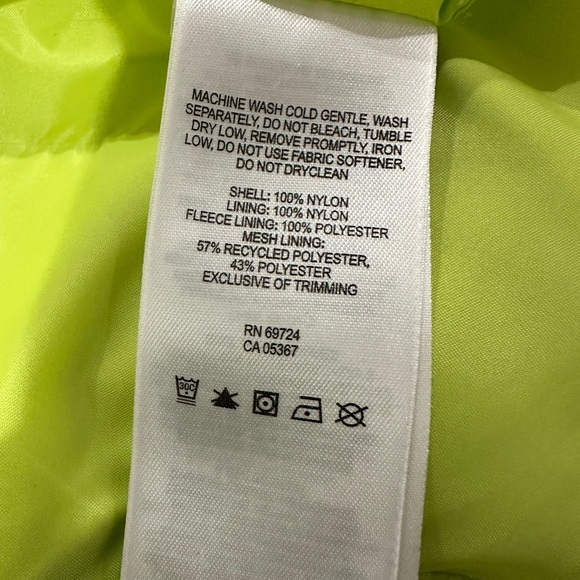 MACHINE WASH COLD GENTLE, WASH
SEPARATELY, DO NOT BLEACH, TUMBLE
DRY LOW, REMOVE PROMPTLY, IRON
LOW, DO NOT USE FABRIC SOFTENER,
DO NOT DRYCLEAN
SHELL: 100% NYLON
LINING: 100% NYLON
FLEECE LINING: 100% POLYESTER
MESH LINING:
57% RECYCLED POLYESTER,
43% POLYESTER
EXCLUSIVE OF TRIMMING
RN 69724
CA 05367
30C